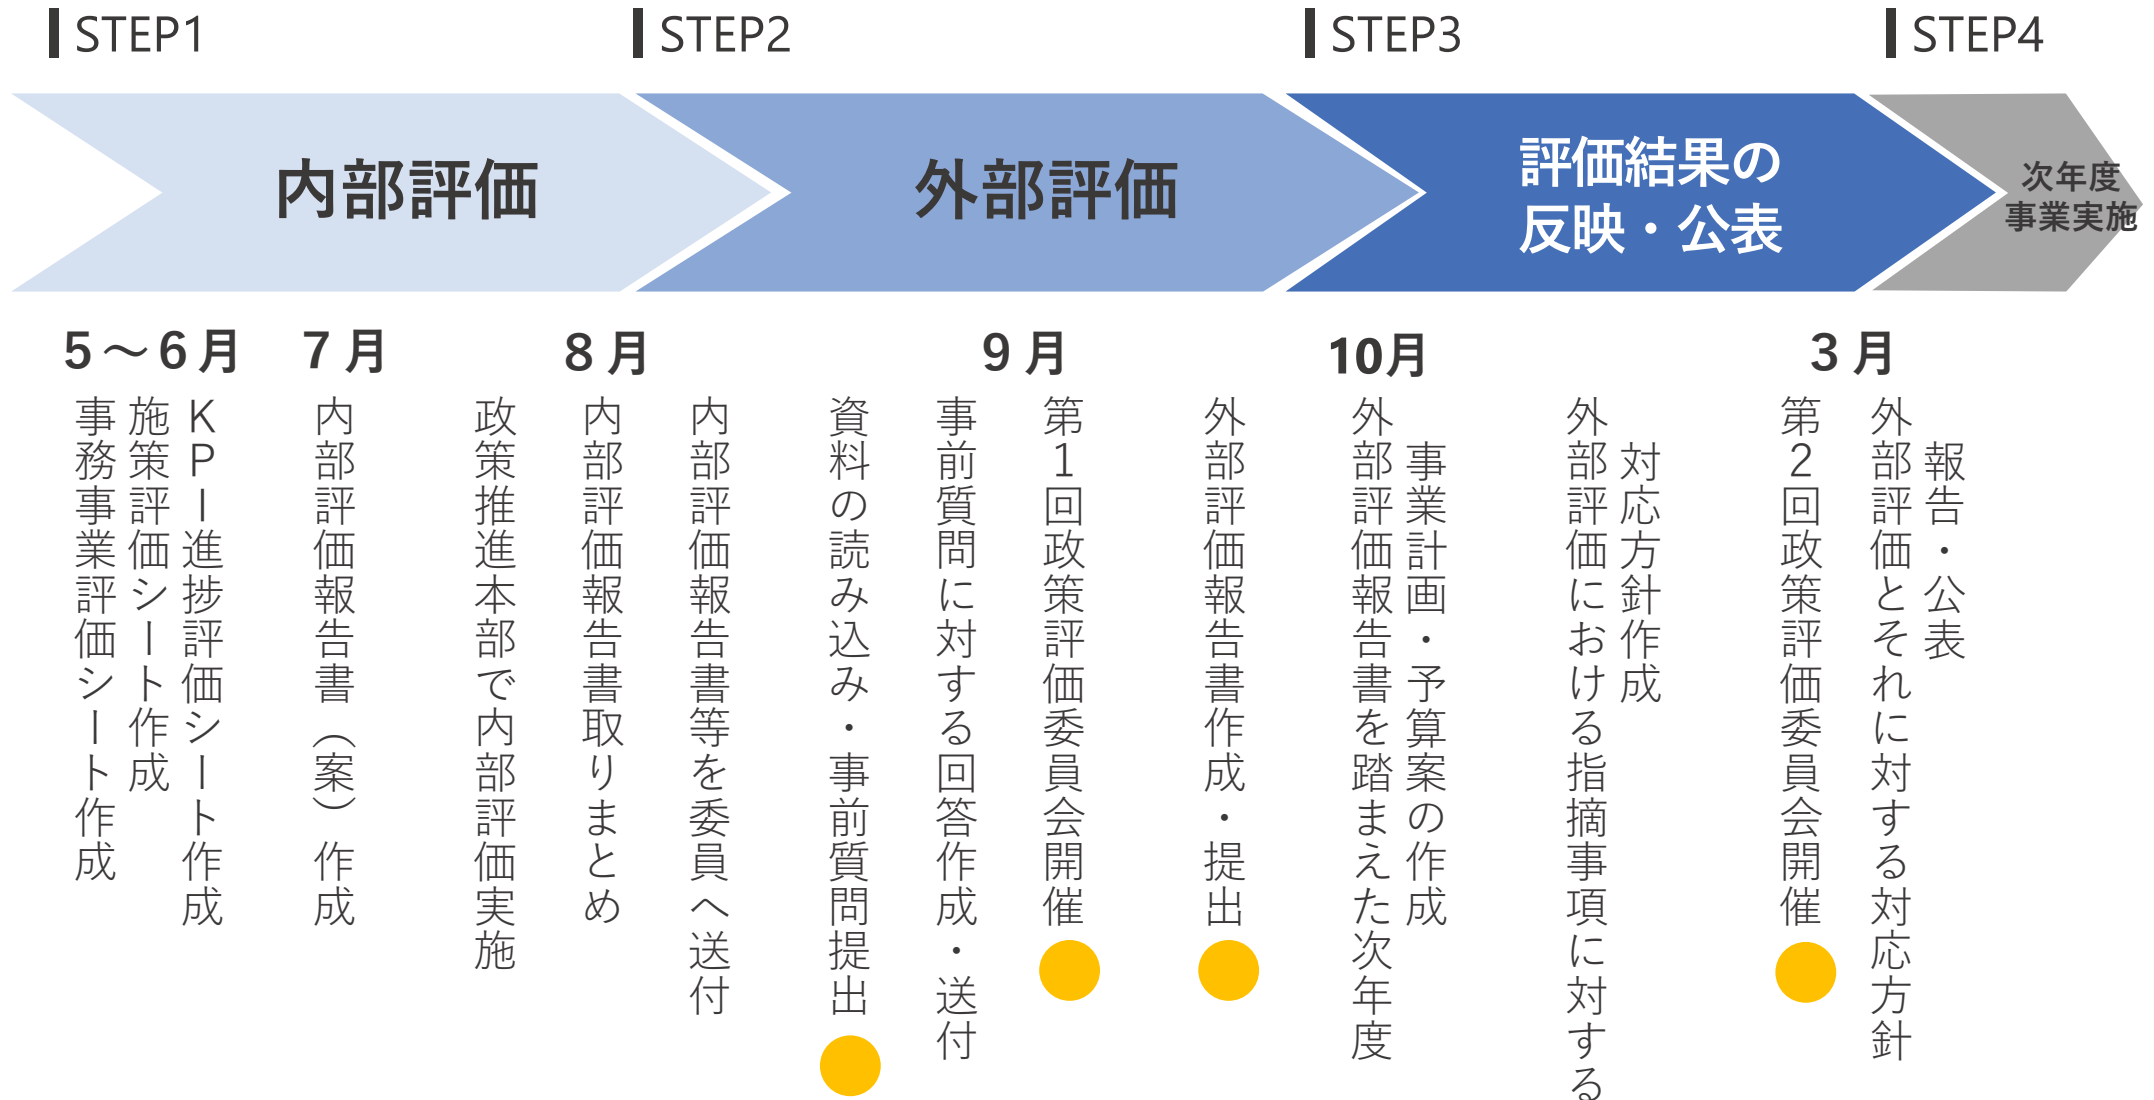 STEP1
STEP2
STEP3
STEP4
内部評価
外部評価
評価結果の
反映・公表
次年度
事業実施
5～6月
7月
8月
9月
10月
3月
事務事業評価シート作成
施策評価シート作成
ＫＰＩ進捗評価シート作成
内部評価報告書（案）作成
政策推進本部で内部評価実施
内部評価報告書取りまとめ
内部評価報告書等を委員へ送付
資料の読み込み・事前質問提出
事前質問に対する回答作成・送付
第１回政策評価委員会開催
外部評価報告書作成・提出
外部評価報告書を踏まえた次年度
事業計画・予算案の作成
外部評価における指摘事項に対する
対応方針作成
第２回政策評価委員会開催
外部評価とそれに対する対応方針
報告・公表